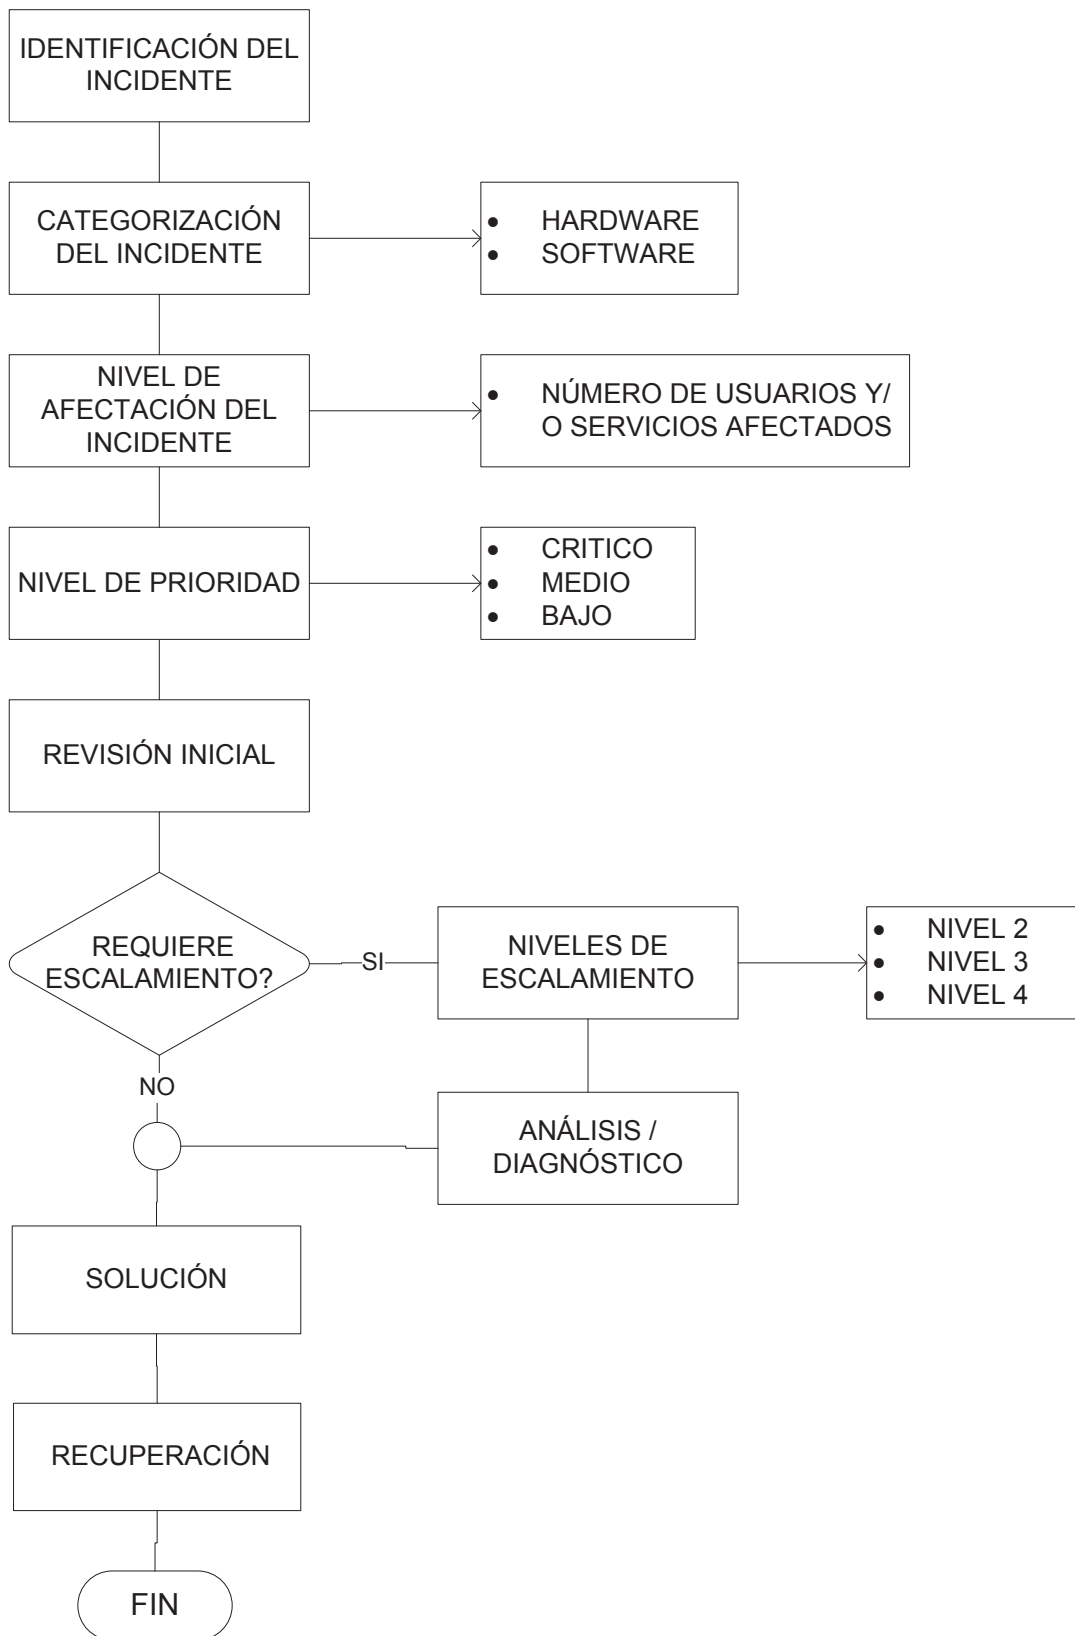 IDENTIFICACIÓN DEL
INCIDENTE
CATEGORIZACIÓN
DEL INCIDENTE
• HARDWARE
• SOFTWARE
NIVEL DE
AFECTACIÓN DEL
INCIDENTE
• NÚMERO DE USUARIOS Y/
O SERVICIOS AFECTADOS
NIVEL DE PRIORIDAD
• CRITICO
• MEDIO
• BAJO
REVISIÓN INICIAL
REQUIERE
ESCALAMIENTO?
SI
NIVELES DE
ESCALAMIENTO
• NIVEL 2
• NIVEL 3
• NIVEL 4
NO
ANÁLISIS /
DIAGNÓSTICO
SOLUCIÓN
RECUPERACIÓN
FIN